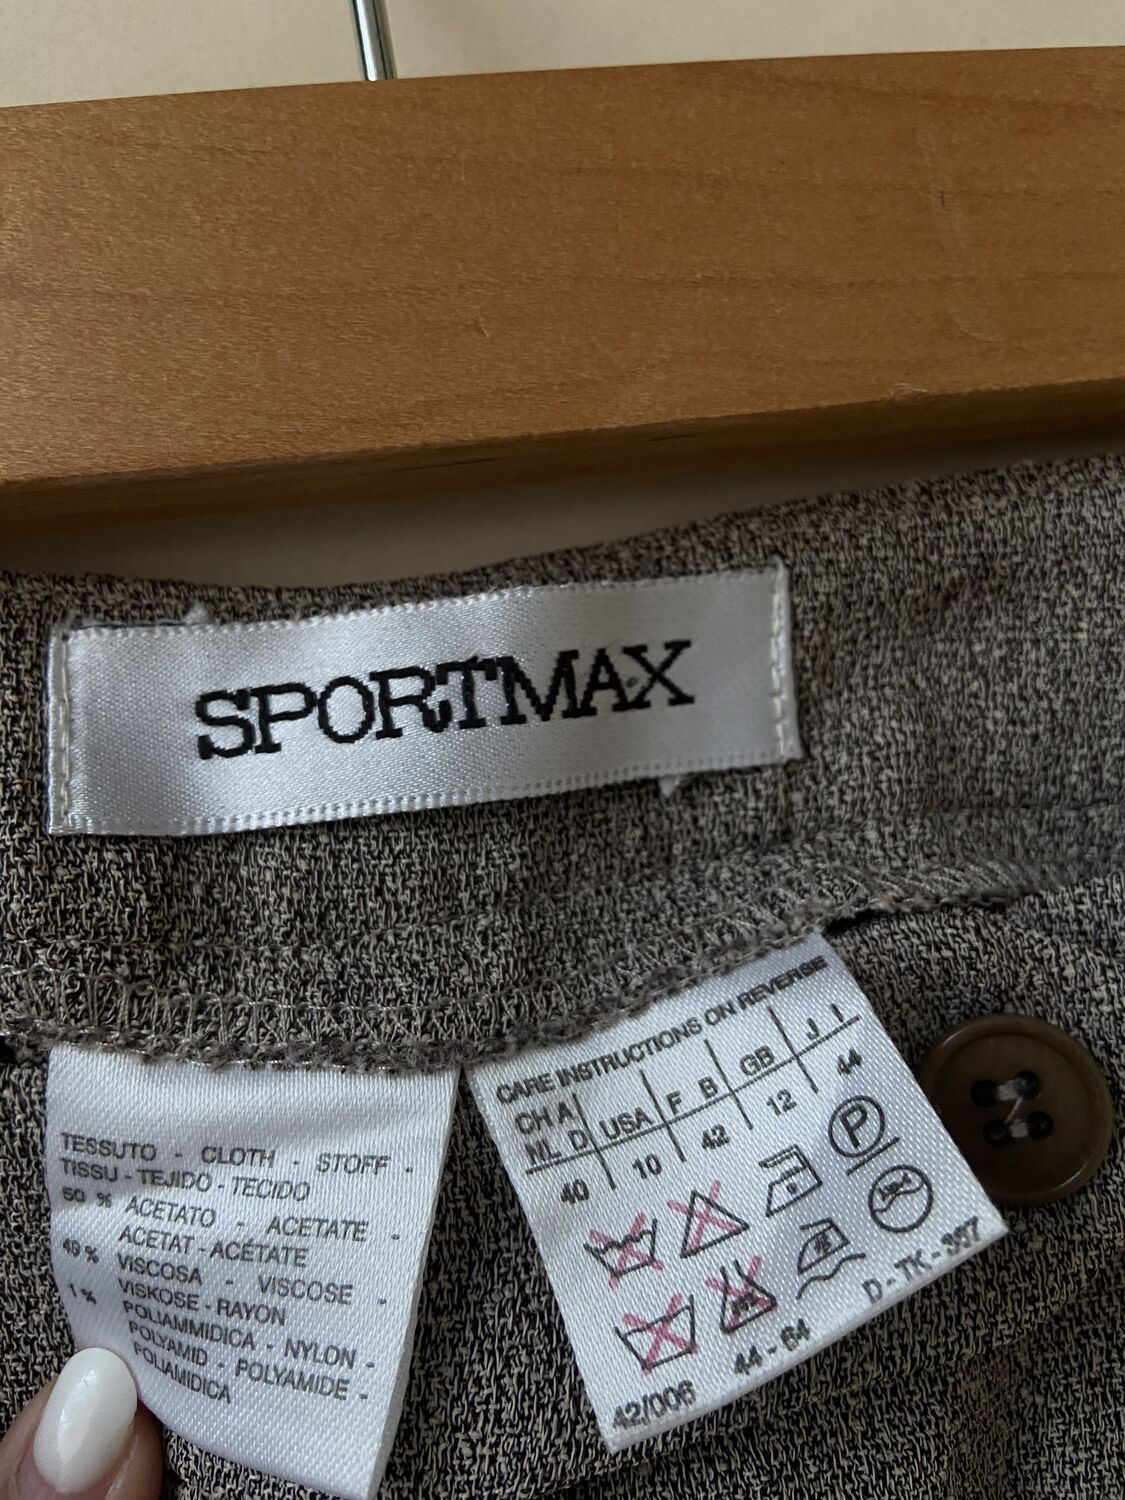 SPORTMAX
TESSUTO - CLOTH - STOFF -
TISSU - TEJIDO - TECIDO
50 % ACETATO - ACETATE -
ACETAT - ACÉTATE
49 % VISCOSA - VISCOSE -
VISKOSE - RAYON
1 % POLIAMMIDICA - NYLON -
POLYAMID - POLYAMIDE -
POLIAMIDICA
CARE INSTRUCTIONS ON REVERSE
CH A USA F B GB J I
NL D
40 10 42 12 44
P
D - TK - 357
44 - 64
42/006